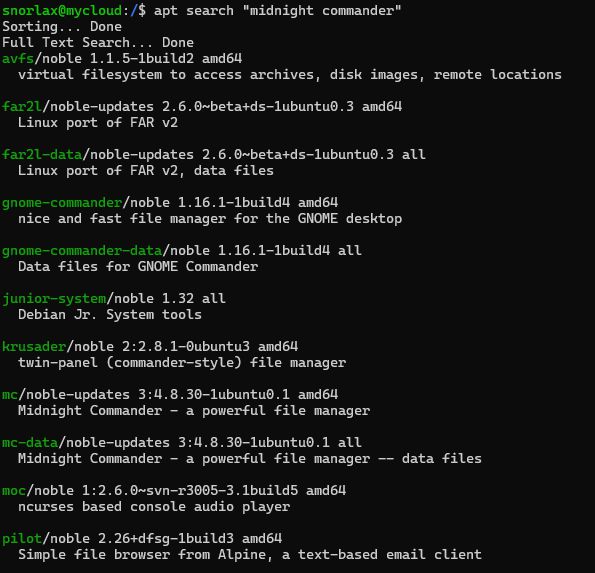 snorlax@mycloud:/$ apt search "midnight commander"
Sorting... Done
Full Text Search... Done
avfs/noble 1.1.5-1build2 amd64
  virtual filesystem to access archives, disk images, remote locations

far2l/noble-updates 2.6.0~beta+ds-1ubuntu0.3 amd64
  Linux port of FAR v2

far2l-data/noble-updates 2.6.0~beta+ds-1ubuntu0.3 all
  Linux port of FAR v2, data files

gnome-commander/noble 1.16.1-1build4 amd64
  nice and fast file manager for the GNOME desktop

gnome-commander-data/noble 1.16.1-1build4 all
  Data files for GNOME Commander

junior-system/noble 1.32 all
  Debian Jr. System tools

krusader/noble 2:2.8.1-0ubuntu3 amd64
  twin-panel (commander-style) file manager

mc/noble-updates 3:4.8.30-1ubuntu0.1 amd64
  Midnight Commander - a powerful file manager

mc-data/noble-updates 3:4.8.30-1ubuntu0.1 all
  Midnight Commander - a powerful file manager -- data files

moc/noble 1:2.6.0~svn-r3005-3.1build5 amd64
  ncurses based console audio player

pilot/noble 2.26+dfsg-1build3 amd64
  Simple file browser from Alpine, a text-based email client